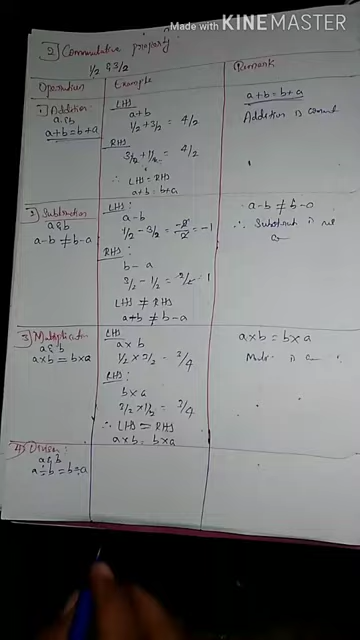 Made with KINEMASTER
2) Commutative property:
1/2 & 3/2
Operation Example Remark
1) Addition:
a & b
a+b = b+a
LHS
a+b
1/2 + 3/2 = 4/2
RHS
3/2 + 1/2 = 4/2
∴ LHS = RHS
a+b = b+a
a+b = b+a
Addition is
2) Subtraction
a & b
a-b ≠ b-a
LHS:
a-b
1/2 - 3/2 = -2/2 = -1
RHS:
b-a
3/2 - 1/2 = 2/2 = 1
LHS ≠ RHS
a+b ≠ b-a
a-b ≠ b-a
∴ is
3) Multiplication
a & b
a×b = b×a
LHS
a×b
1/2 × 3/2 = 3/4
RHS:
b×a
3/2 × 1/2 = 3/4
∴ LHS = RHS
a×b = b×a
a×b = b×a
is
4) Division:
a & b
a÷b = b÷a